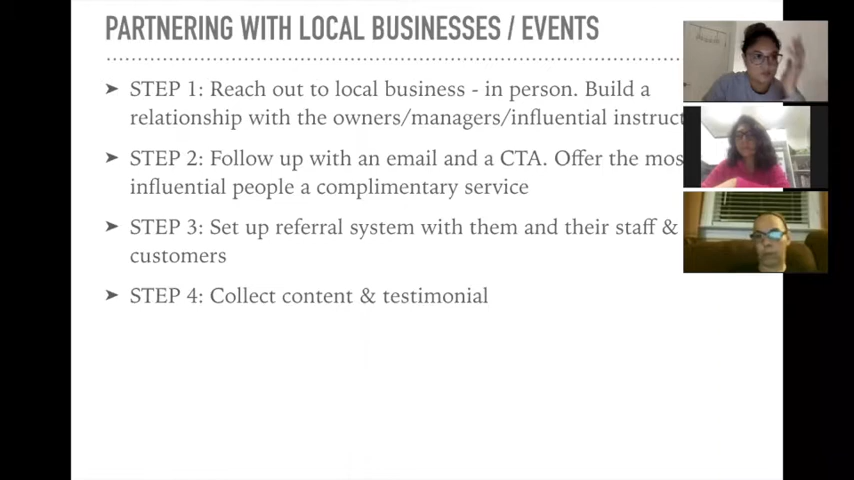 PARTNERING WITH LOCAL BUSINESSES / EVENTS
➤ STEP 1: Reach out to local business - in person. Build a
relationship with the owners/managers/influential instruct
➤ STEP 2: Follow up with an email and a CTA. Offer the mos
influential people a complimentary service
➤ STEP 3: Set up referral system with them and their staff &
customers
➤ STEP 4: Collect content & testimonial